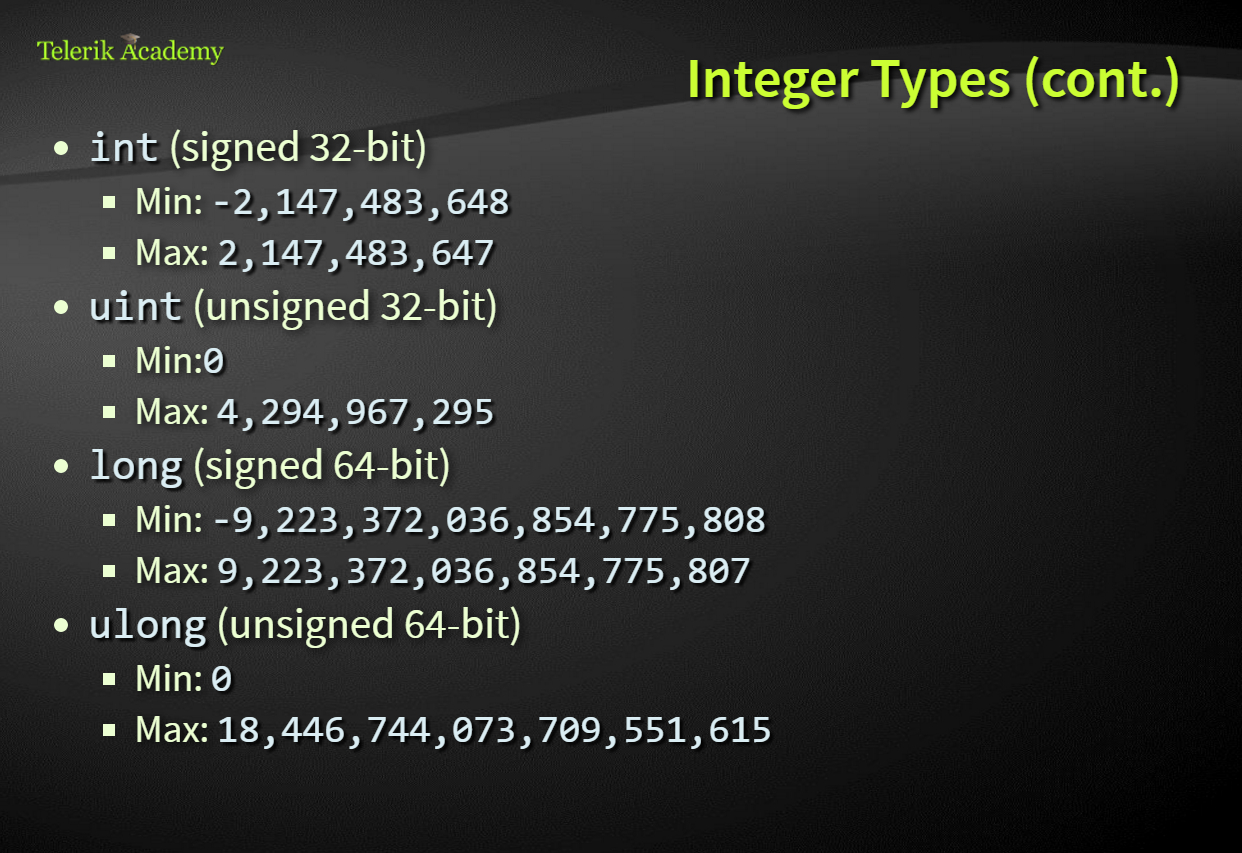 Telerik Academy
Integer Types (cont.)
• int (signed 32-bit)
▪ Min: -2,147,483,648
▪ Max: 2,147,483,647
• uint (unsigned 32-bit)
▪ Min:0
▪ Max: 4,294,967,295
• long (signed 64-bit)
▪ Min: -9,223,372,036,854,775,808
▪ Max: 9,223,372,036,854,775,807
• ulong (unsigned 64-bit)
▪ Min: 0
▪ Max: 18,446,744,073,709,551,615